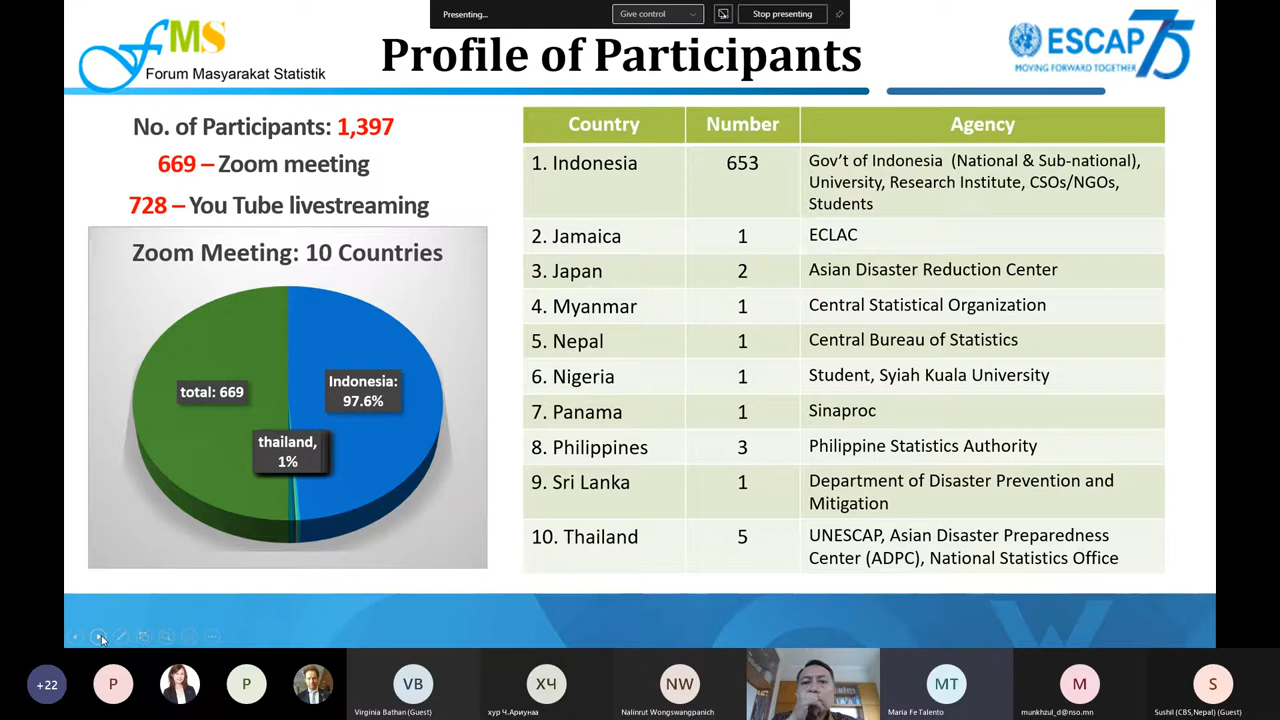 Presenting...
Give control
Stop presenting
FMS
Forum Masyarakat Statistik
Profile of Participants
ESCAP 75
MOVING FORWARD TOGETHER
No. of Participants: 1,397
669 – Zoom meeting
728 – You Tube livestreaming
Zoom Meeting: 10 Countries
total: 669
Indonesia:
97.6%
thailand,
1%
Country Number Agency
1. Indonesia 653 Gov't of Indonesia (National & Sub-national),
University, Research Institute, CSOs/NGOs,
Students
2. Jamaica 1 ECLAC
3. Japan 2 Asian Disaster Reduction Center
4. Myanmar 1 Central Statistical Organization
5. Nepal 1 Central Bureau of Statistics
6. Nigeria 1 Student, Syiah Kuala University
7. Panama 1 Sinaproc
8. Philippines 3 Philippine Statistics Authority
9. Sri Lanka 1 Department of Disaster Prevention and
Mitigation
10. Thailand 5 UNESCAP, Asian Disaster Preparedness
Center (ADPC), National Statistics Office
+22
P
P
VB
Virginia Bathan (Guest)
ХЧ
хур Ч.Ариунаа
NW
Nalinrut Wongswangpanich
MT
Maria Fe Talento
M
munkhzul_d@nso.mn
S
Sushil (CBS,Nepal) (Guest)